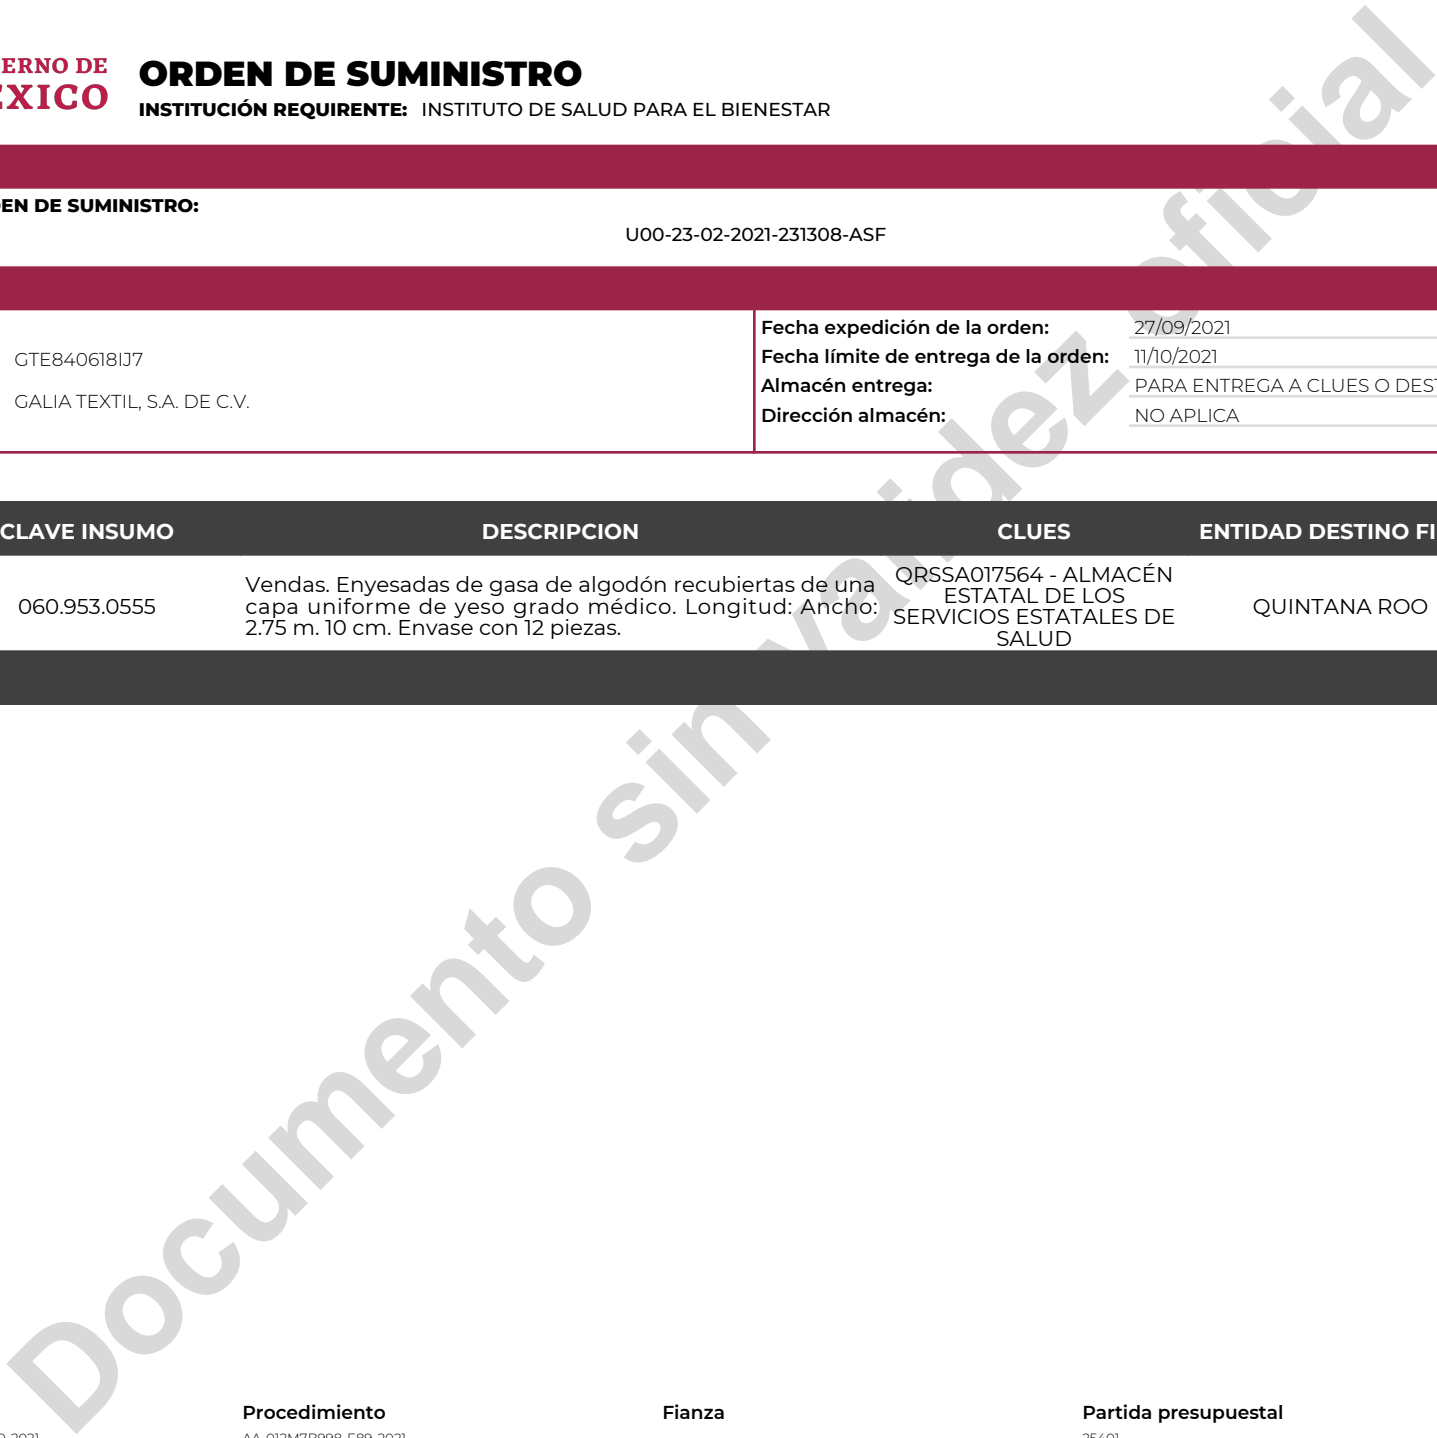 ERNO DE
ORDEN DE SUMINISTRO
INSTITUCIÓN REQUIRENTE: INSTITUTO DE SALUD PARA EL BIENESTAR
EN DE SUMINISTRO:
U00-23-02-2021-231308-ASF
Fecha expedición de la orden: 27/09/2021
GTE840618IJ7
Fecha límite de entrega de la orden: 11/10/2021
Almacén entrega: PARA ENTREGA A CLUES O DEST
GALIA TEXTIL, S.A. DE C.V.
Dirección almacén: NO APLICA
CLAVE INSUMO DESCRIPCION CLUES ENTIDAD DESTINO FI
060.953.0555
Vendas. Enyesadas de gasa de algodón recubiertas de una
capa uniforme de yeso grado médico. Longitud: Ancho:
2.75 m. 10 cm. Envase con 12 piezas.
QRSSA017564 - ALMACÉN
ESTATAL DE LOS
SERVICIOS ESTATALES DE
SALUD
QUINTANA ROO
Documento sin validez oficial
Procedimiento Fianza Partida presupuestal